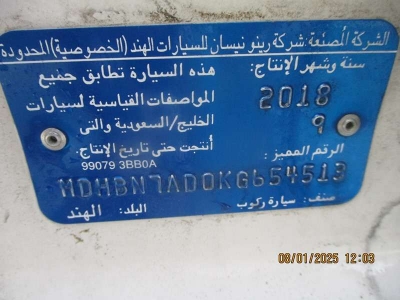 الشركة المصنعة: شركة رينو نيسان للسيارات الهند (الخصوصية) المحدودة
سنة وشهر الإنتاج: هذه السيارة تطابق جميع
2018 المواصفات القياسية لسيارات
9 الخليج/السعودية والتى
الرقم المميز: أنتجت حتى تاريخ الإنتاج:
99079 3BB0A
MDHBN7AD0KG654513
صنف: سيارة ركوب البلد: الهند
08/01/2025 12:03